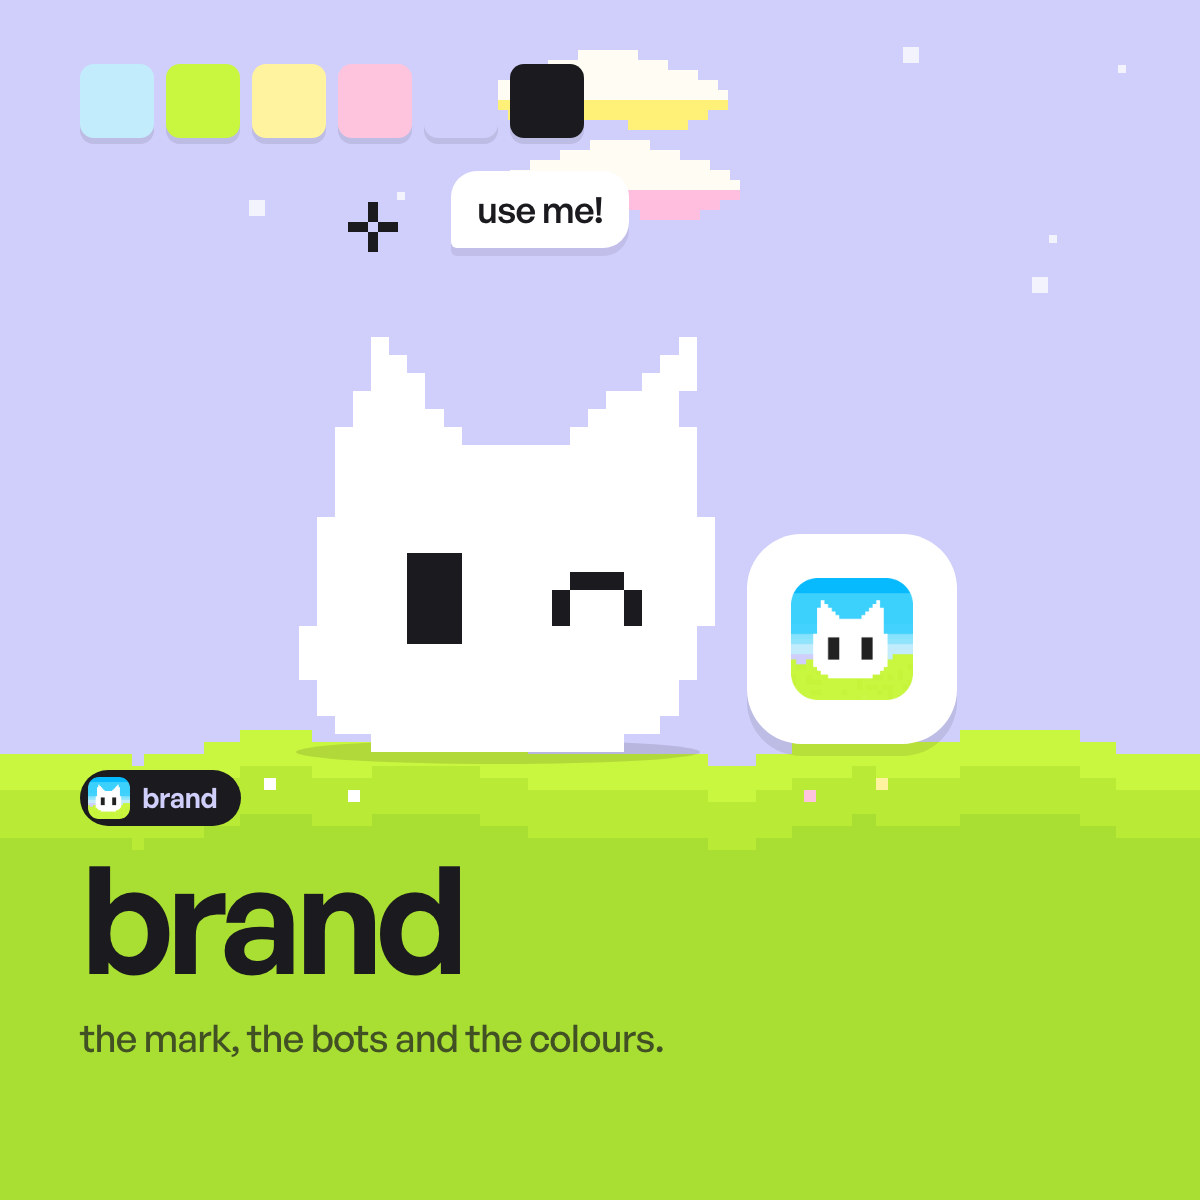 use me!
brand
brand
the mark, the bots and the colours.